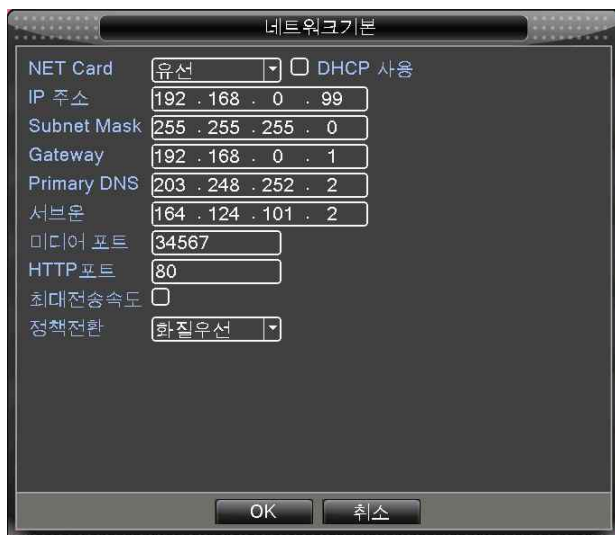 네트워크기본
NET Card 유선 DHCP 사용
IP 주소 192 . 168 . 0 . 99
Subnet Mask 255 . 255 . 255 . 0
Gateway 192 . 168 . 0 . 1
Primary DNS 203 . 248 . 252 . 2
서브운 164 . 124 . 101 . 2
미디어 포트 34567
HTTP포트 80
최대전송속도
정책전환 화질우선
OK 취소